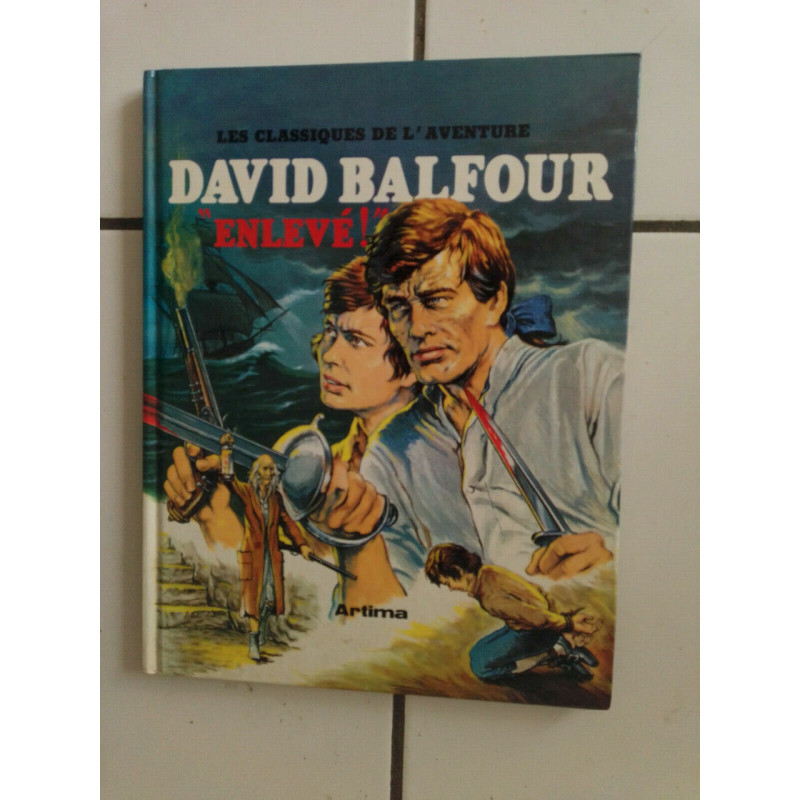 LES CLASSIQUES DE L'AVENTURE
DAVID BALFOUR
"ENLEVÉ!"
Artima